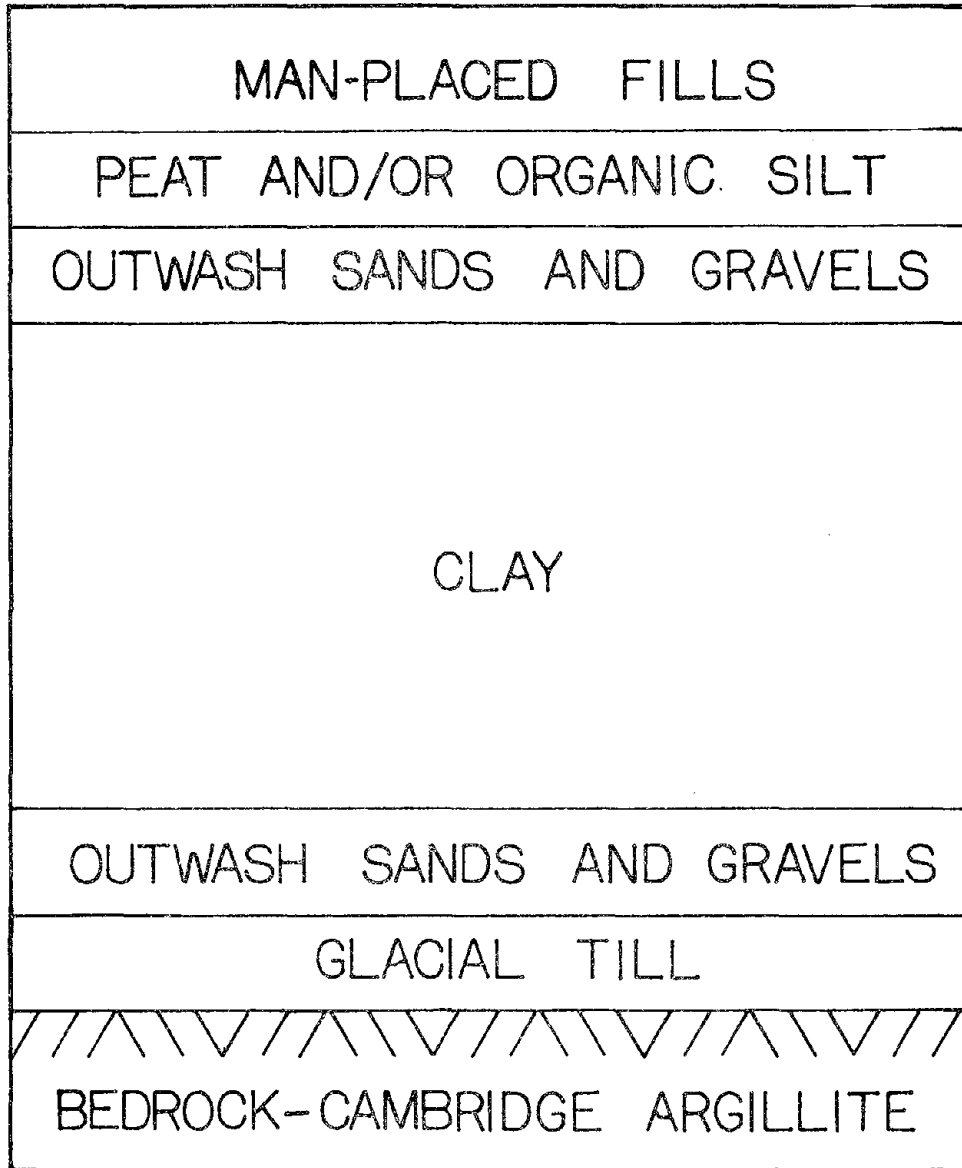 MAN-PLACED FILLS
PEAT AND/OR ORGANIC SILT
OUTWASH SANDS AND GRAVELS
CLAY
OUTWASH SANDS AND GRAVELS
GLACIAL TILL
BEDROCK-CAMBRIDGE ARGILLITE